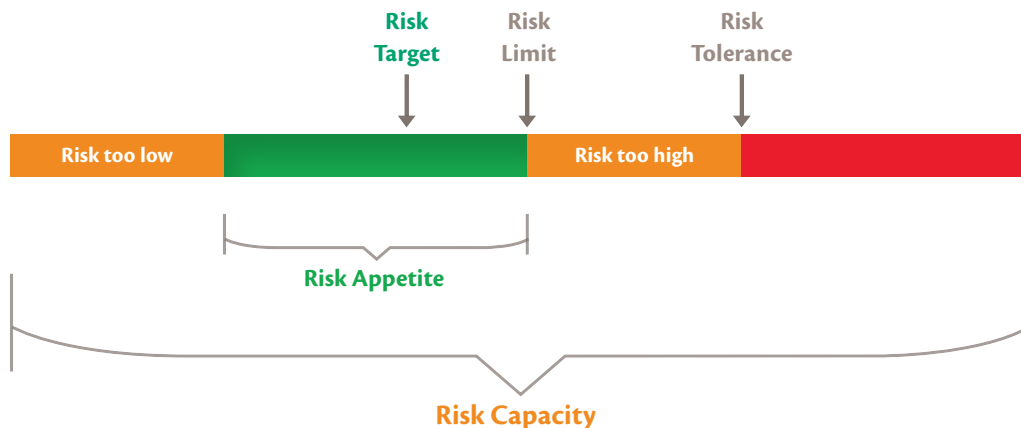 Risk
Target
Risk
Limit
Risk
Tolerance
Risk too low
Risk too high
Risk Appetite
Risk Capacity